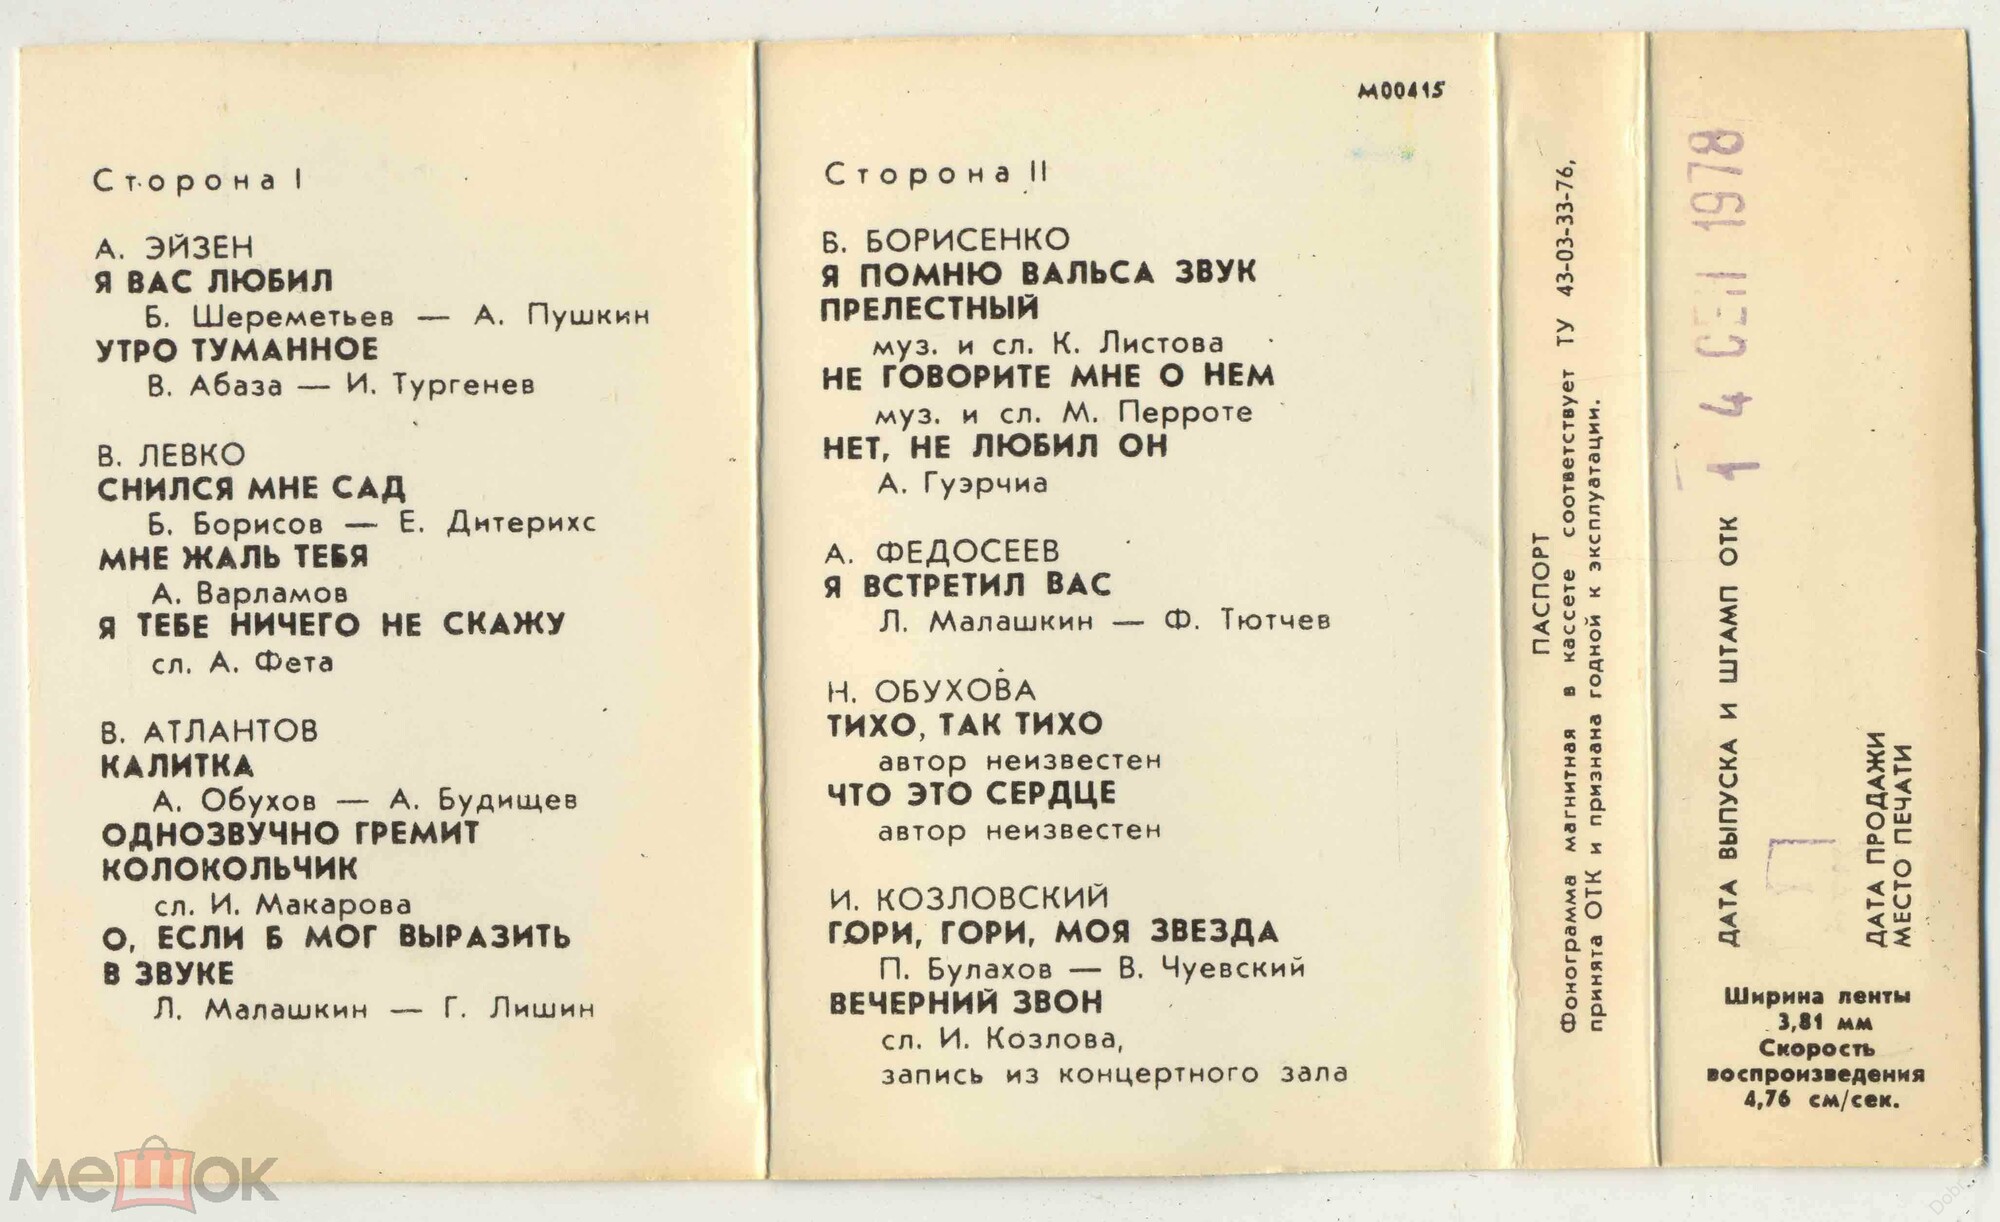 Сторона I
А. ЭЙЗЕН
Я ВАС ЛЮБИЛ
Б. Шереметьев — А. Пушкин
УТРО ТУМАННОЕ
В. Абаза — И. Тургенев
В. ЛЕВКО
СНИЛСЯ МНЕ САД
Б. Борисов — Е. Дитерихс
МНЕ ЖАЛЬ ТЕБЯ
А. Варламов
Я ТЕБЕ НИЧЕГО НЕ СКАЖУ
сл. А. Фета
В. АТЛАНТОВ
КАЛИТКА
А. Обухов — А. Будищев
ОДНОЗВУЧНО ГРЕМИТ
КОЛОКОЛЬЧИК
сл. И. Макарова
О, ЕСЛИ Б МОГ ВЫРАЗИТЬ
В ЗВУКЕ
Л. Малашкин — Г. Лишин
М00415
Сторона II
Б. БОРИСЕНКО
Я ПОМНЮ ВАЛЬСА ЗВУК
ПРЕЛЕСТНЫЙ
муз. и сл. К. Листова
НЕ ГОВОРИТЕ МНЕ О НЕМ
муз. и сл. М. Перроте
НЕТ, НЕ ЛЮБИЛ ОН
А. Гуэрчиа
А. ФЕДОСЕЕВ
Я ВСТРЕТИЛ ВАС
Л. Малашкин — Ф. Тютчев
Н. ОБУХОВА
ТИХО, ТАК ТИХО
автор неизвестен
ЧТО ЭТО СЕРДЦЕ
автор неизвестен
И. КОЗЛОВСКИЙ
ГОРИ, ГОРИ, МОЯ ЗВЕЗДА
П. Булахов — В. Чуевский
ВЕЧЕРНИЙ ЗВОН
сл. И. Козлова,
запись из концертного зала
ПАСПОРТ
Фонограмма магнитная в кассете соответствует ТУ 43-03-33-76,
принята ОТК и признана годной к эксплуатации.
ДАТА ВЫПУСКА И ШТАМП ОТК 14 СЕН 1978
П
ДАТА ПРОДАЖИ
МЕСТО ПЕЧАТИ
Ширина ленты
3,81 мм
Скорость
воспроизведения
4,76 см/сек.
мешок